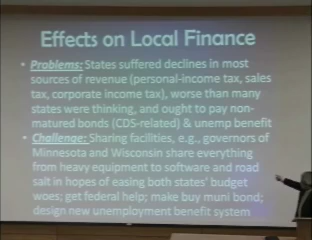 Effects on Local Finance
• Problems: States suffered declines in most
sources of revenue (personal-income tax, sales
tax, corporate income tax), worse than many
states were thinking, and ought to pay non-
matured bonds (CDS-related) & unemp benefit
• Challenge: Sharing facilities, e.g., governors of
Minnesota and Wisconsin share everything
from heavy equipment to software and road
salt in hopes of easing both states' budget
woes; get federal help; make buy muni bond;
design new unemployment benefit system